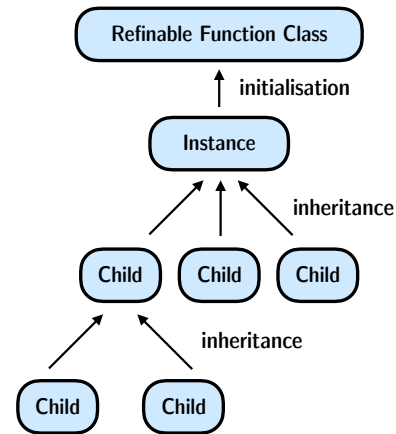 Refinable Function Class
initialisation
Instance
inheritance
Child Child Child
inheritance
Child Child